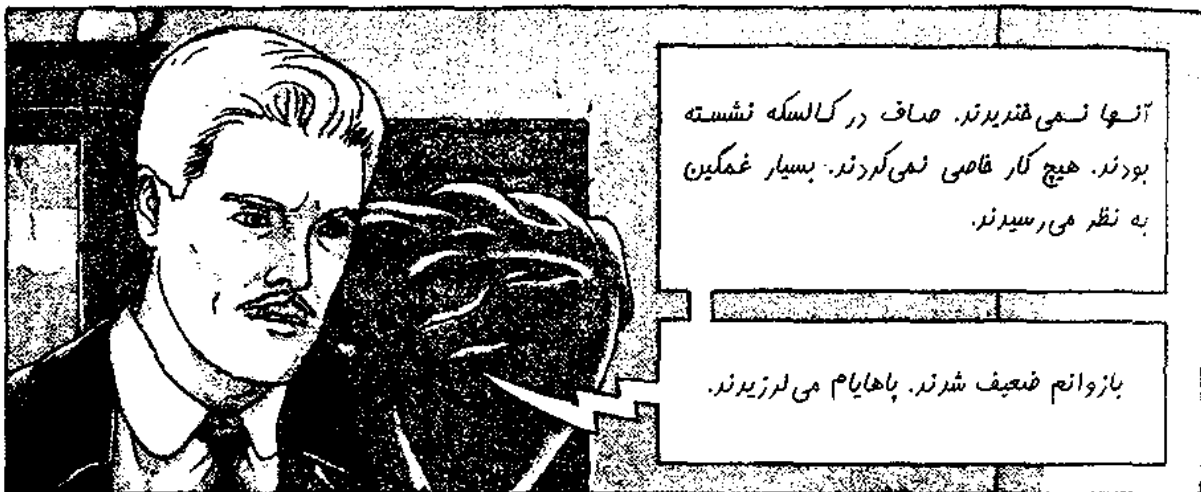 آنها نمی‌خندیدند. صاف در کالسکه نشسته
بودند. هیچ کار خاصی نمی‌کردند. بسیار غمگین
به نظر می‌رسیدند.
بازوانم ضعیف شدند. پاهایام می‌لرزیدند.